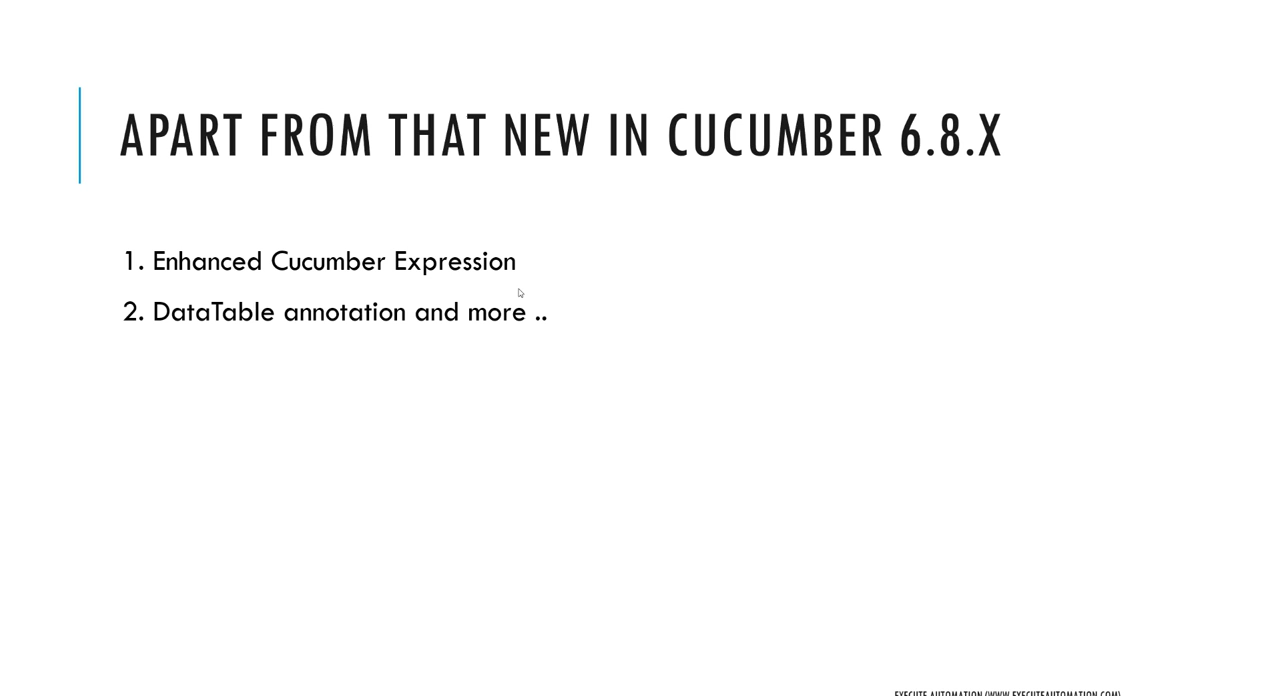 APART FROM THAT NEW IN CUCUMBER 6.8.X
1. Enhanced Cucumber Expression
2. DataTable annotation and more ..
EXECUTE AUTOMATION (WWW.EXECUTEAUTOMATION.COM)